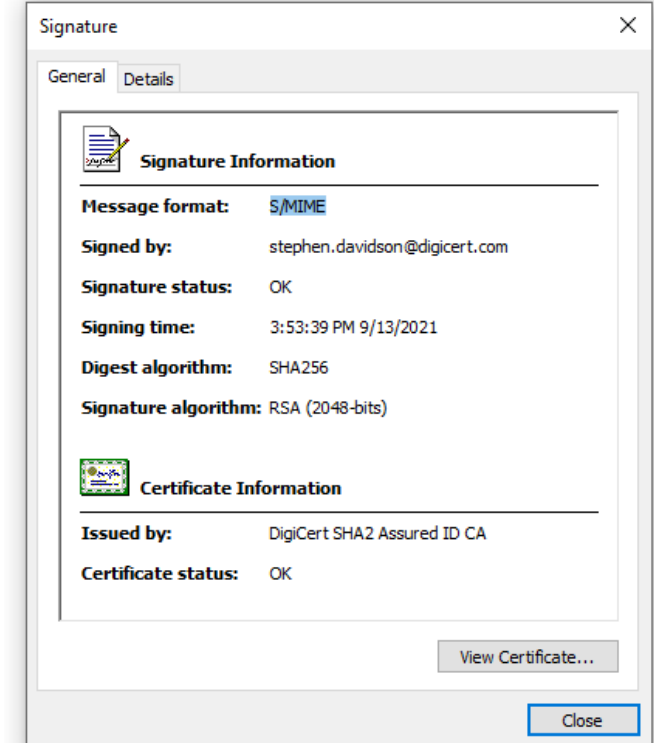 Signature
General Details
Signature Information
Message format: S/MIME
Signed by: stephen.davidson@digicert.com
Signature status: OK
Signing time: 3:53:39 PM 9/13/2021
Digest algorithm: SHA256
Signature algorithm: RSA (2048-bits)
Certificate Information
Issued by: DigiCert SHA2 Assured ID CA
Certificate status: OK
View Certificate...
Close